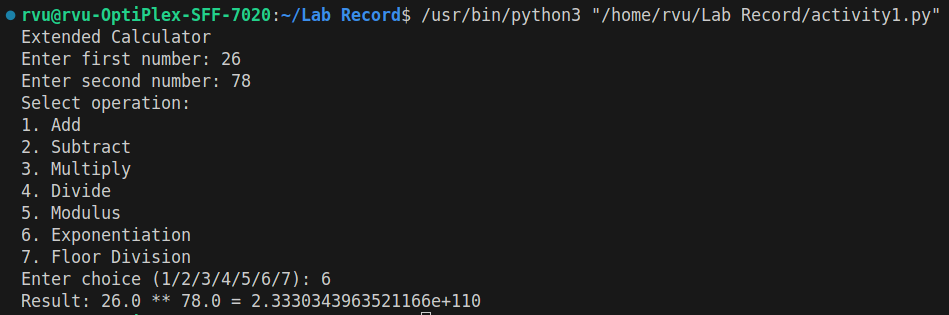 rvu@rvu-OptiPlex-SFF-7020:~/Lab Record$ /usr/bin/python3 "/home/rvu/Lab Record/activity1.py"
Extended Calculator
Enter first number: 26
Enter second number: 78
Select operation:
1. Add
2. Subtract
3. Multiply
4. Divide
5. Modulus
6. Exponentiation
7. Floor Division
Enter choice (1/2/3/4/5/6/7): 6
Result: 26.0 ** 78.0 = 2.3330343963521166e+110